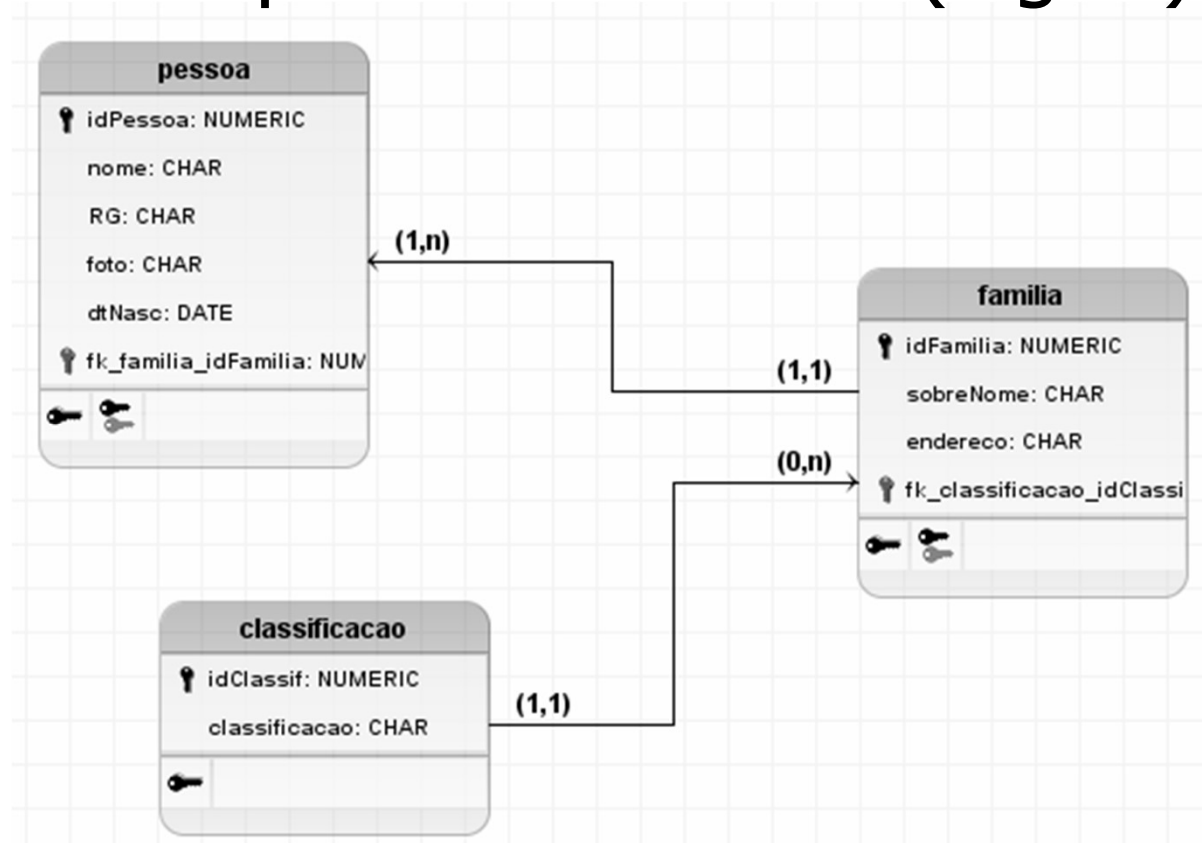 pessoa
idPessoa: NUMERIC
nome: CHAR
RG: CHAR
foto: CHAR
dtNasc: DATE
fk_familia_idFamilia: NUM
(1,n)
familia
idFamilia: NUMERIC
sobreNome: CHAR
endereco: CHAR
fk_classificacao_idClassi
(1,1)
(0,n)
classificacao
idClassif: NUMERIC
classificacao: CHAR
(1,1)